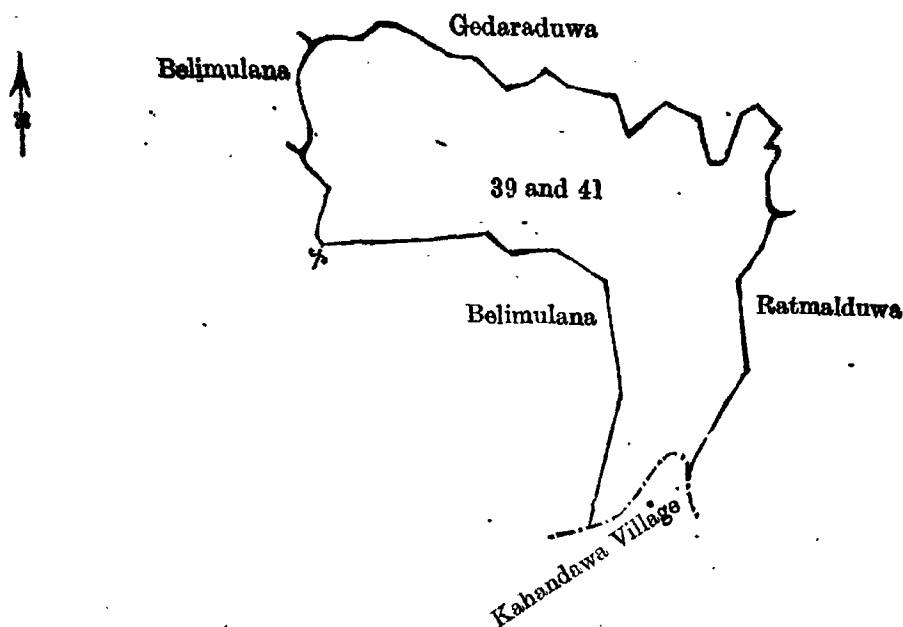 Gedaraduwa
Belimulana
N
39 and 41
Belimulana
Ratmalduwa
Kahandawa Village